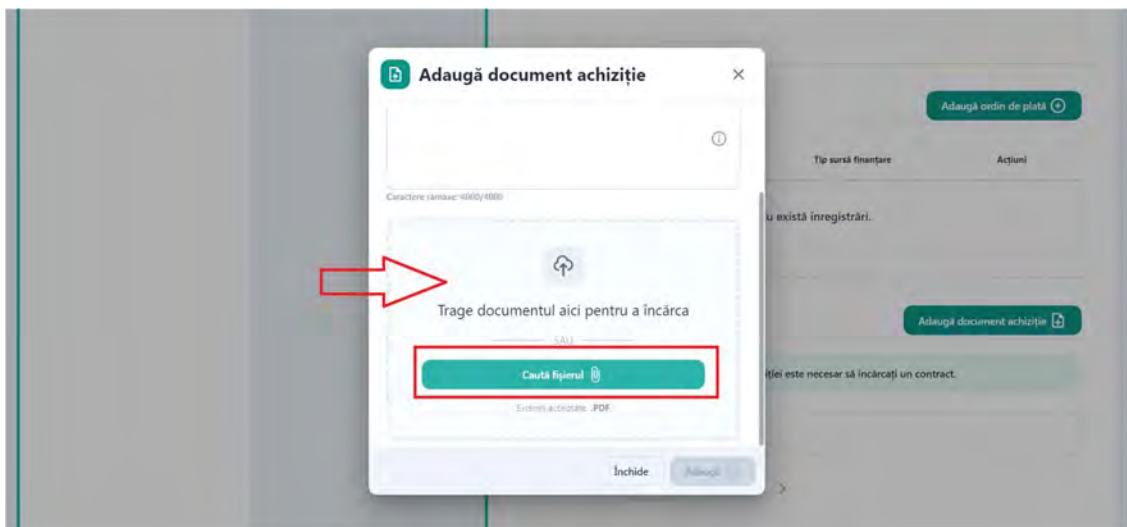 Adaugă document achiziție
Adaugă ordin de plată
Tip sursă finanțare
Acțiuni
Caractere rămase: 4000/4000
u există inregistrări.
Trage documentul aici pentru a încărca
SAU
Adaugă document achiziție
Caută fișierul
iției este necesar să incărcați un contract.
Extensii acceptate: .PDF
Închide
Adaugă